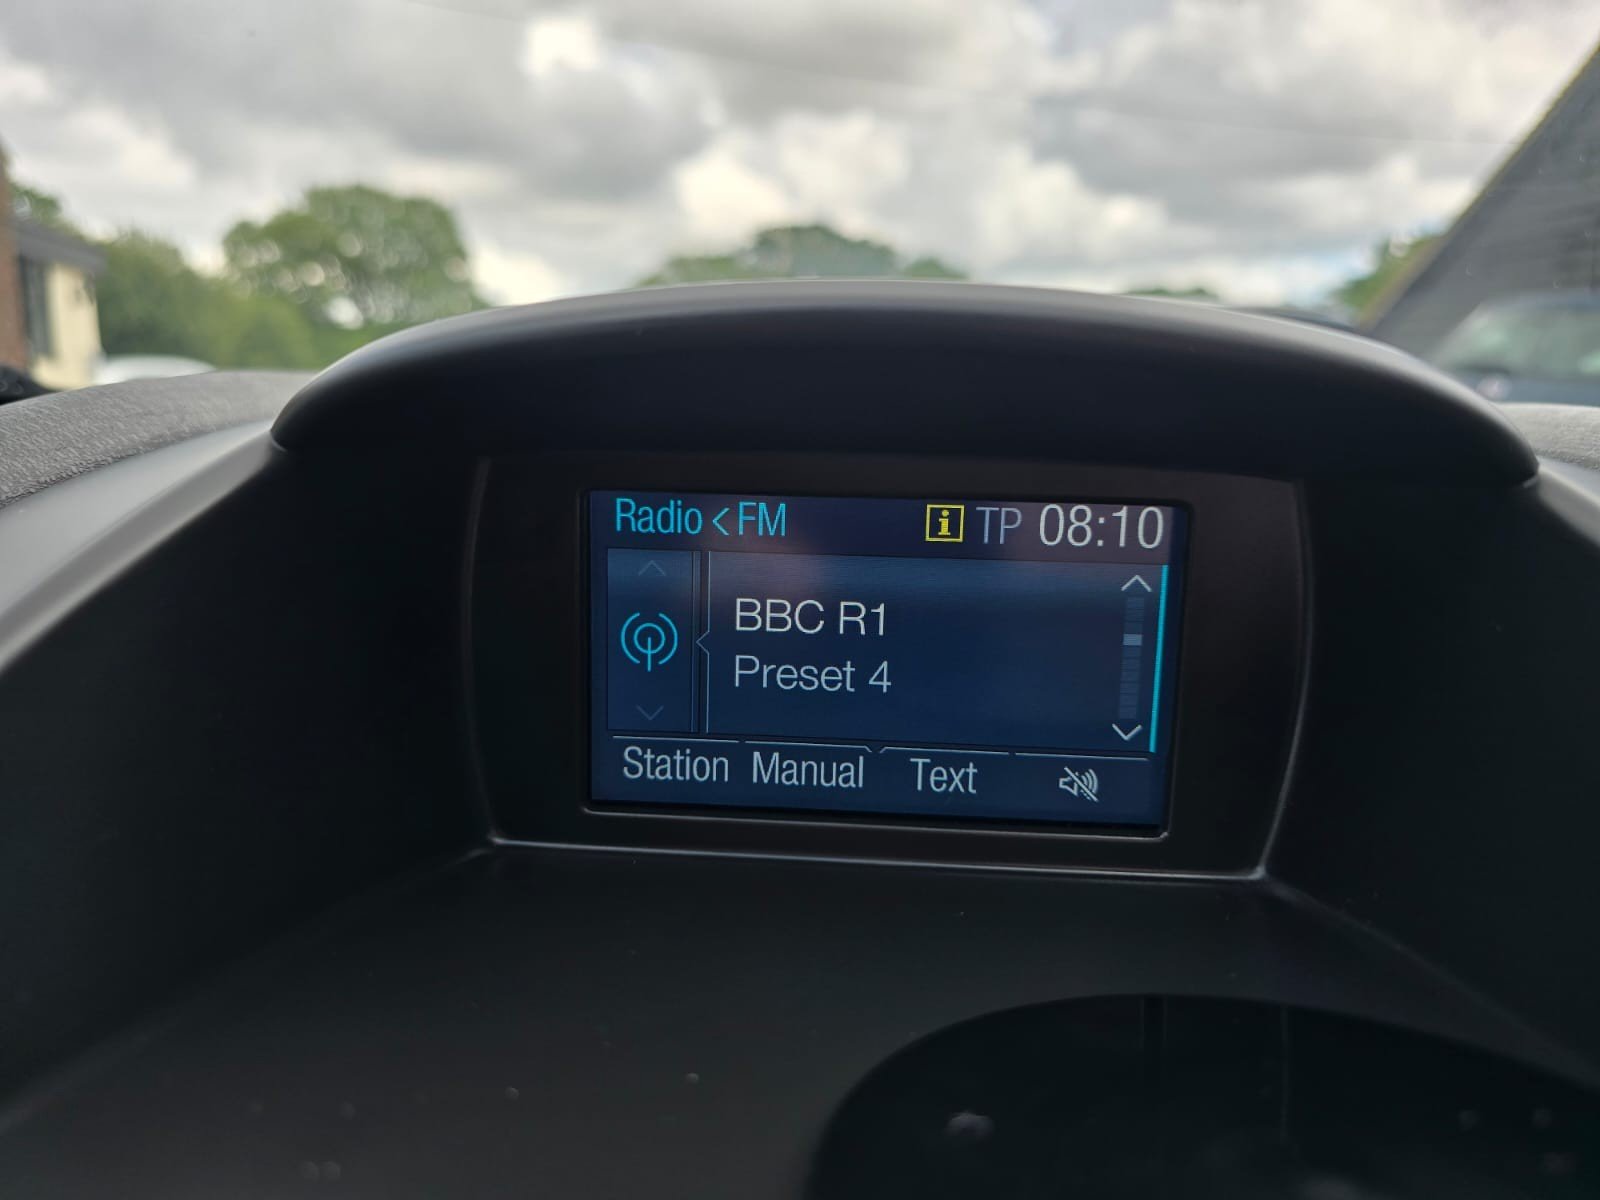 Radio < FM i TP 08:10
BBC R1
Preset 4
Station Manual Text